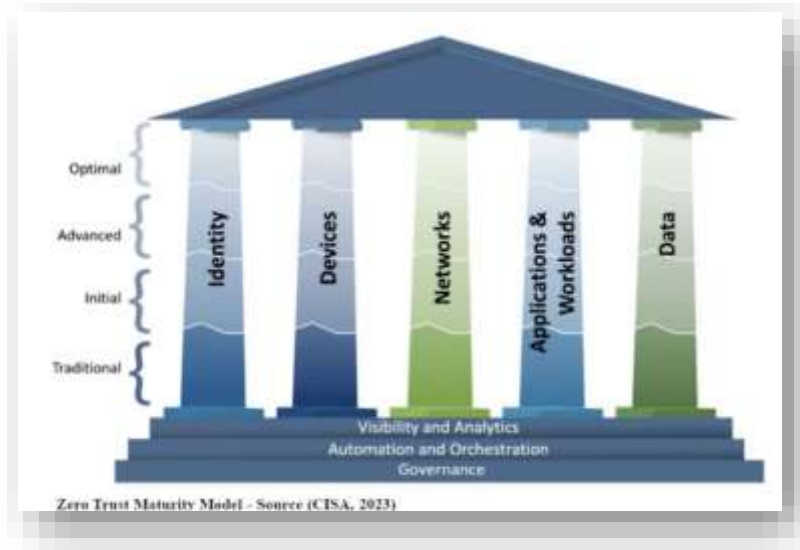 Optimal
Advanced
Initial
Traditional
Identity
Devices
Networks
Applications &
Workloads
Data
Visibility and Analytics
Automation and Orchestration
Governance
Zero Trust Maturity Model - Source (CISA, 2023)